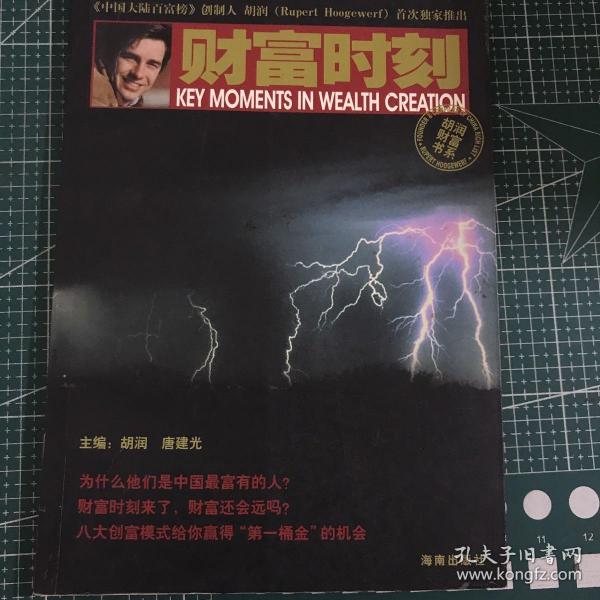 《中国大陆百富榜》创制人 胡润（Rupert Hoogewerf）首次独家推出
财富时刻
KEY MOMENTS IN WEALTH CREATION
胡润
财富
书系
RUPERT HOOGEWERF
主编：胡润 唐建光
为什么他们是中国最富有的人？
财富时刻来了，财富还会远吗？
八大创富模式给你赢得“第一桶金”的机会
海南出版社
11
12
孔夫子旧书网
www.kongfz.com